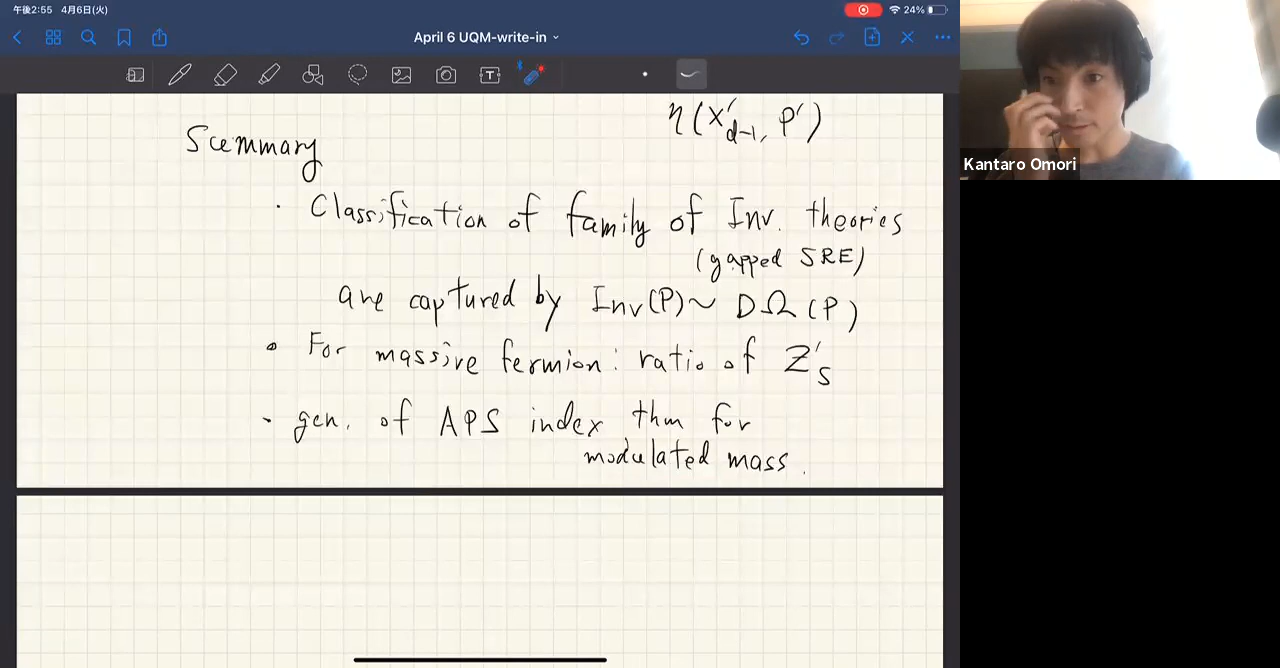 午後2:55 4月6日(火)
24%
April 6 UQM-write-in
T
η(X'd-1, P')
Summary
· Classification of family of Inv. theories
(gapped SRE)
are captured by Inv(P)~ DΩ(P)
• For massive fermion: ratio of Z's
- gen. of APS index thm for
modulated mass.
Kantaro Omori